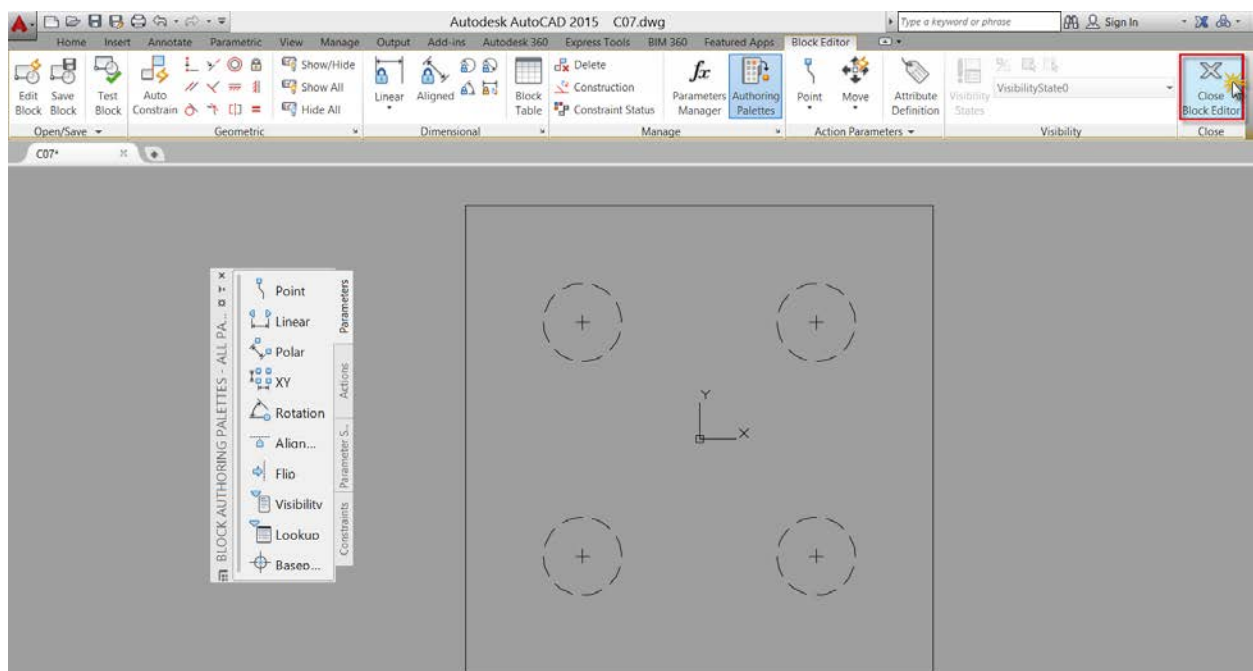 Autodesk AutoCAD 2015 C07.dwg
Type a keyword or phrase
Sign In
Home Insert Annotate Parametric View Manage Output Add-ins Autodesk 360 Express Tools BIM 360 Featured Apps Block Editor
Edit Block
Save Block
Test Block
Auto Constrain
Show/Hide
Show All
Hide All
Linear
Aligned
Block Table
Delete
Construction
Constraint Status
fx
Parameters Manager
Authoring Palettes
Point
Move
Attribute Definition
Visibility States
VisibilityState0
Close Block Editor
Open/Save
Geometric
Dimensional
Manage
Action Parameters
Visibility
Close
C07*
BLOCK AUTHORING PALETTES - ALL PA...
Point
Linear
Polar
XY
Rotation
Align...
Flip
Visibility
Lookup
Basep...
Parameters
Actions
Parameter S...
Constraints
Y
X